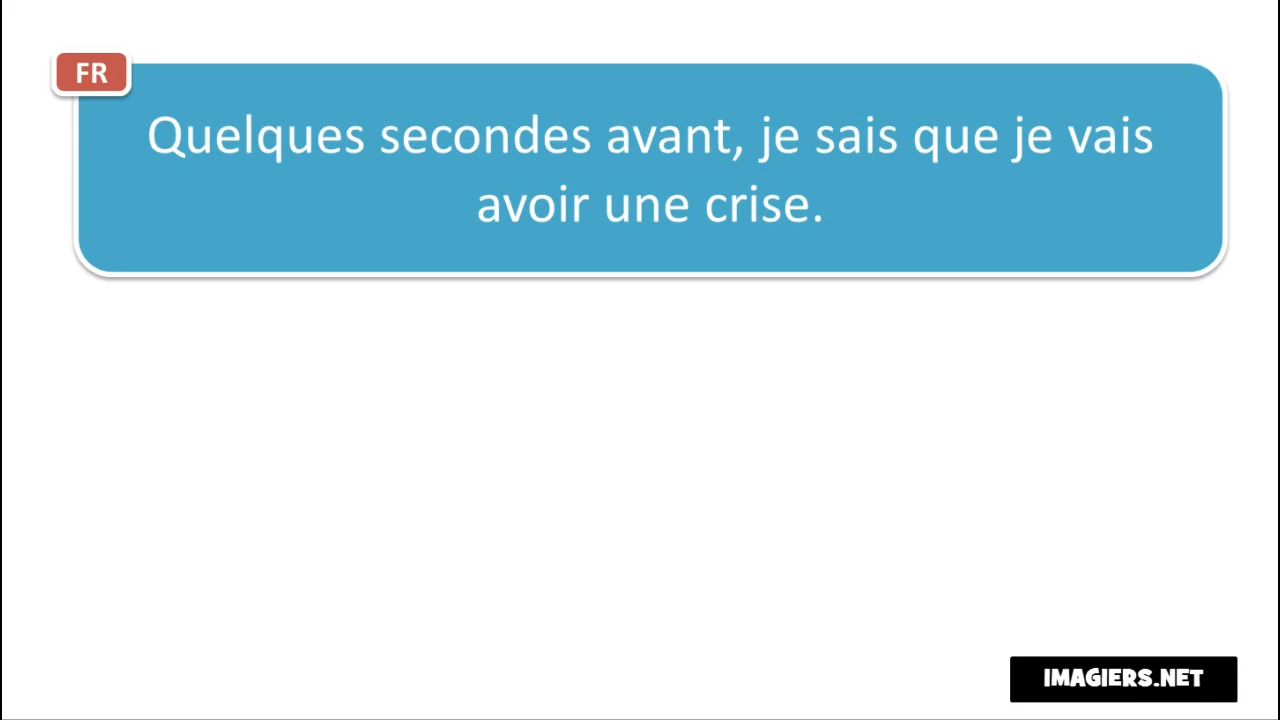 FR
Quelques secondes avant, je sais que je vais
avoir une crise.
IMAGIERS.NET